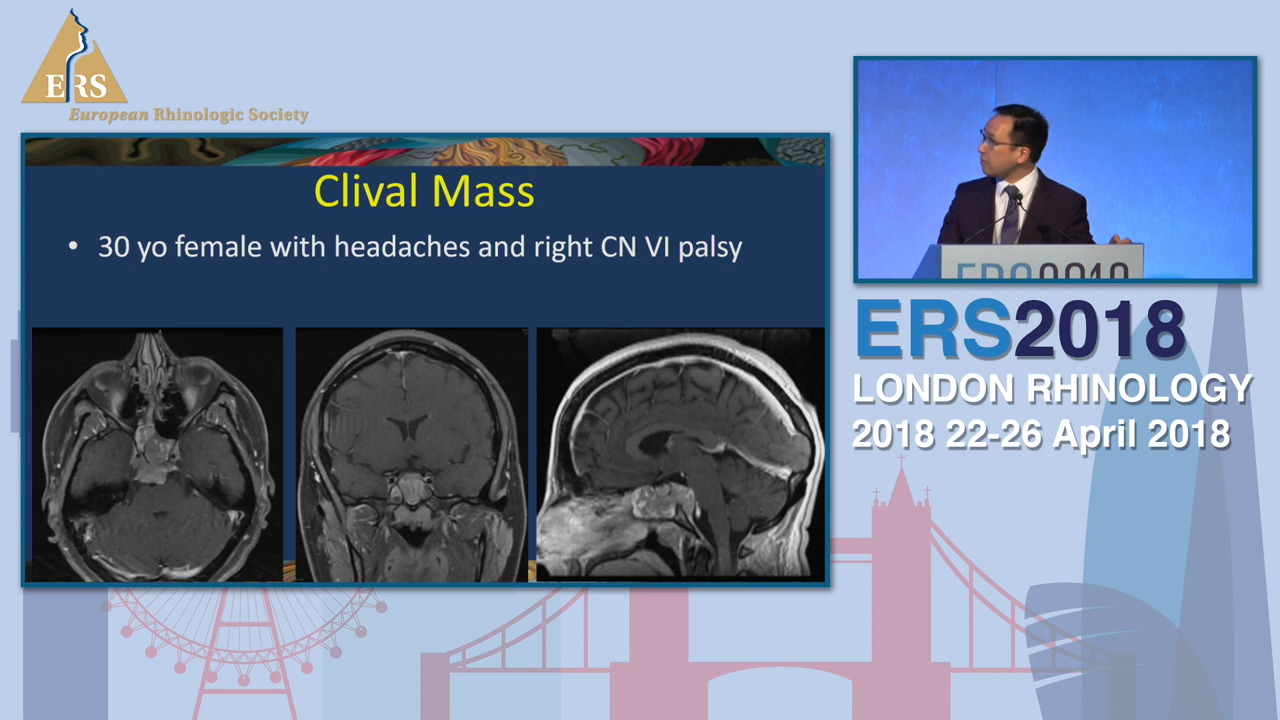 ERS
European Rhinologic Society
Clival Mass
• 30 yo female with headaches and right CN VI palsy
ERS2018
ERS2018
LONDON RHINOLOGY
2018 22-26 April 2018